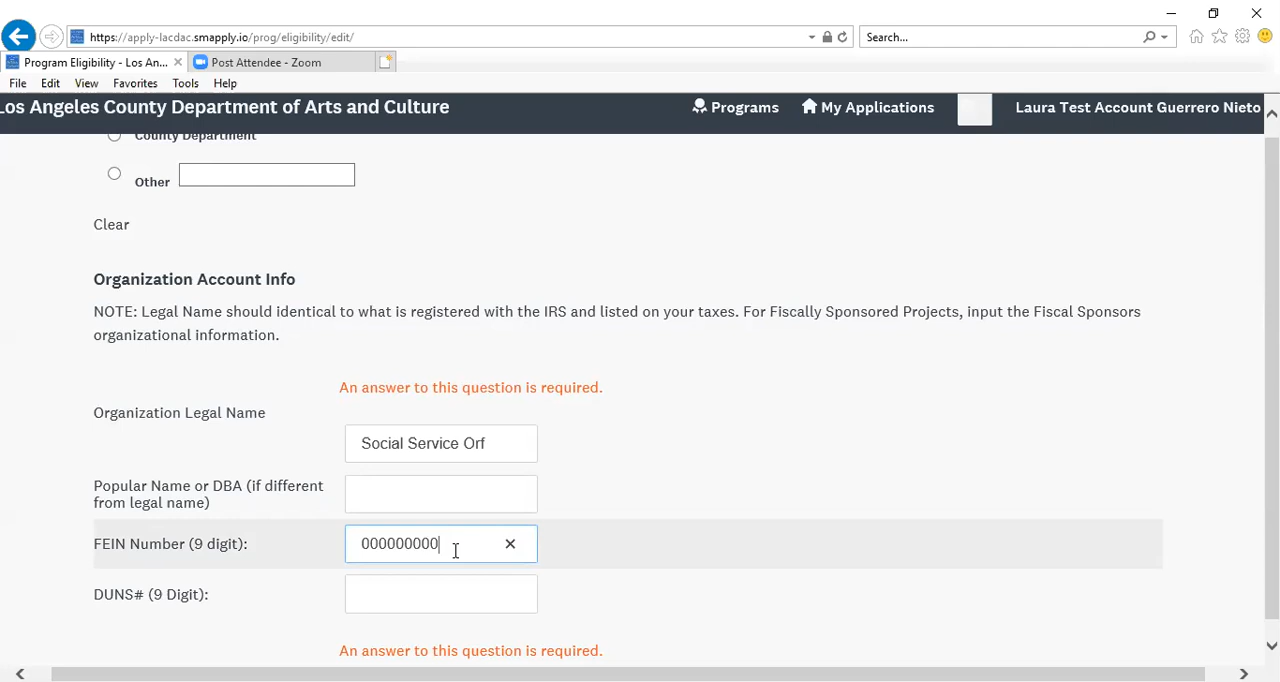 https://apply-lacdac.smapply.io/prog/eligibility/edit/
Search...
Program Eligibility - Los An...
Post Attendee - Zoom
File Edit View Favorites Tools Help
Los Angeles County Department of Arts and Culture
Programs
My Applications
Laura Test Account Guerrero Nieto
County Department
Other
Clear
Organization Account Info
NOTE: Legal Name should identical to what is registered with the IRS and listed on your taxes. For Fiscally Sponsored Projects, input the Fiscal Sponsors
organizational information.
An answer to this question is required.
Organization Legal Name
Social Service Orf
Popular Name or DBA (if different
from legal name)
FEIN Number (9 digit):
000000000
DUNS# (9 Digit):
An answer to this question is required.